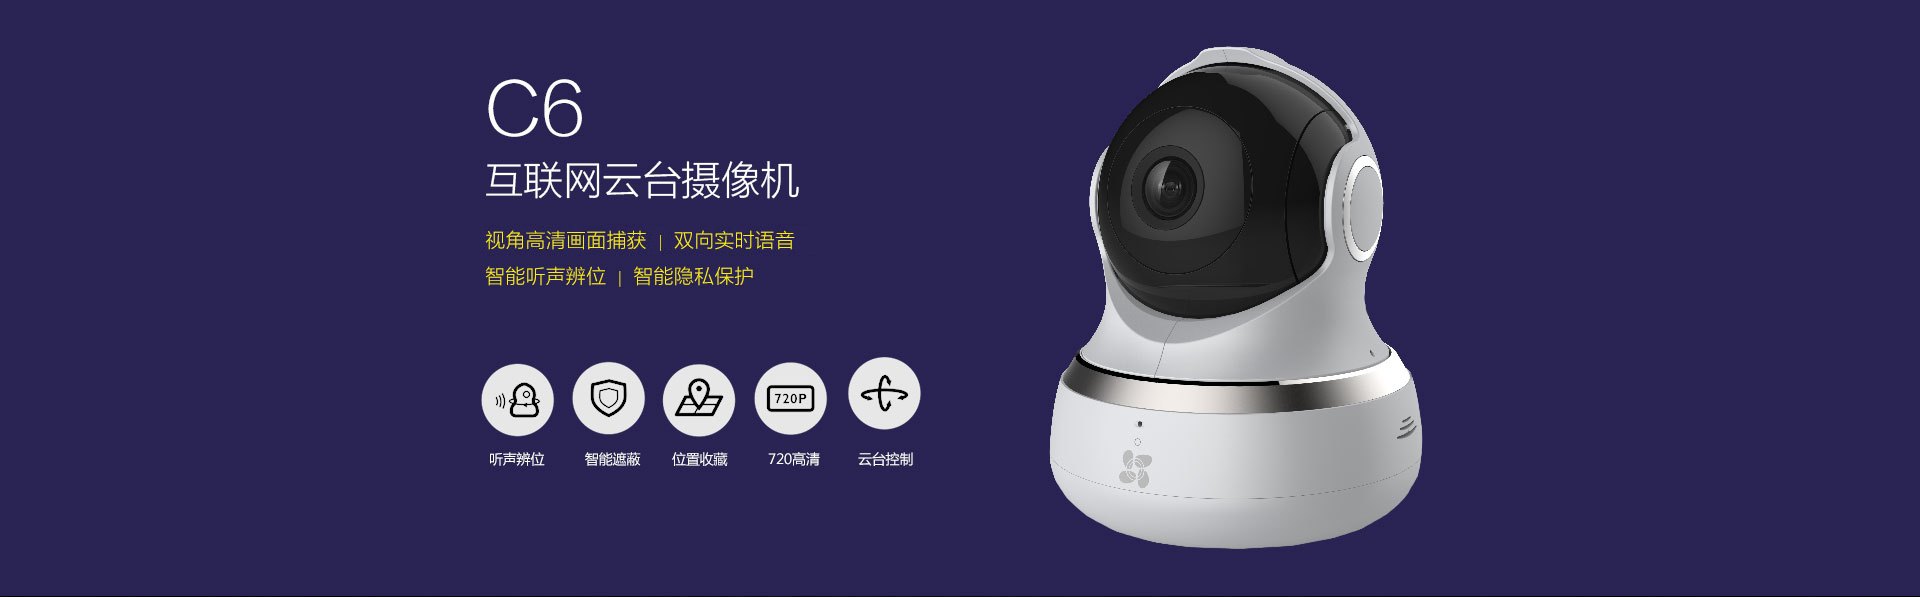 C6
互联网云台摄像机
视角高清画面捕获 | 双向实时语音
智能听声辨位 | 智能隐私保护
720P
听声辨位 智能遮蔽 位置收藏 720高清 云台控制